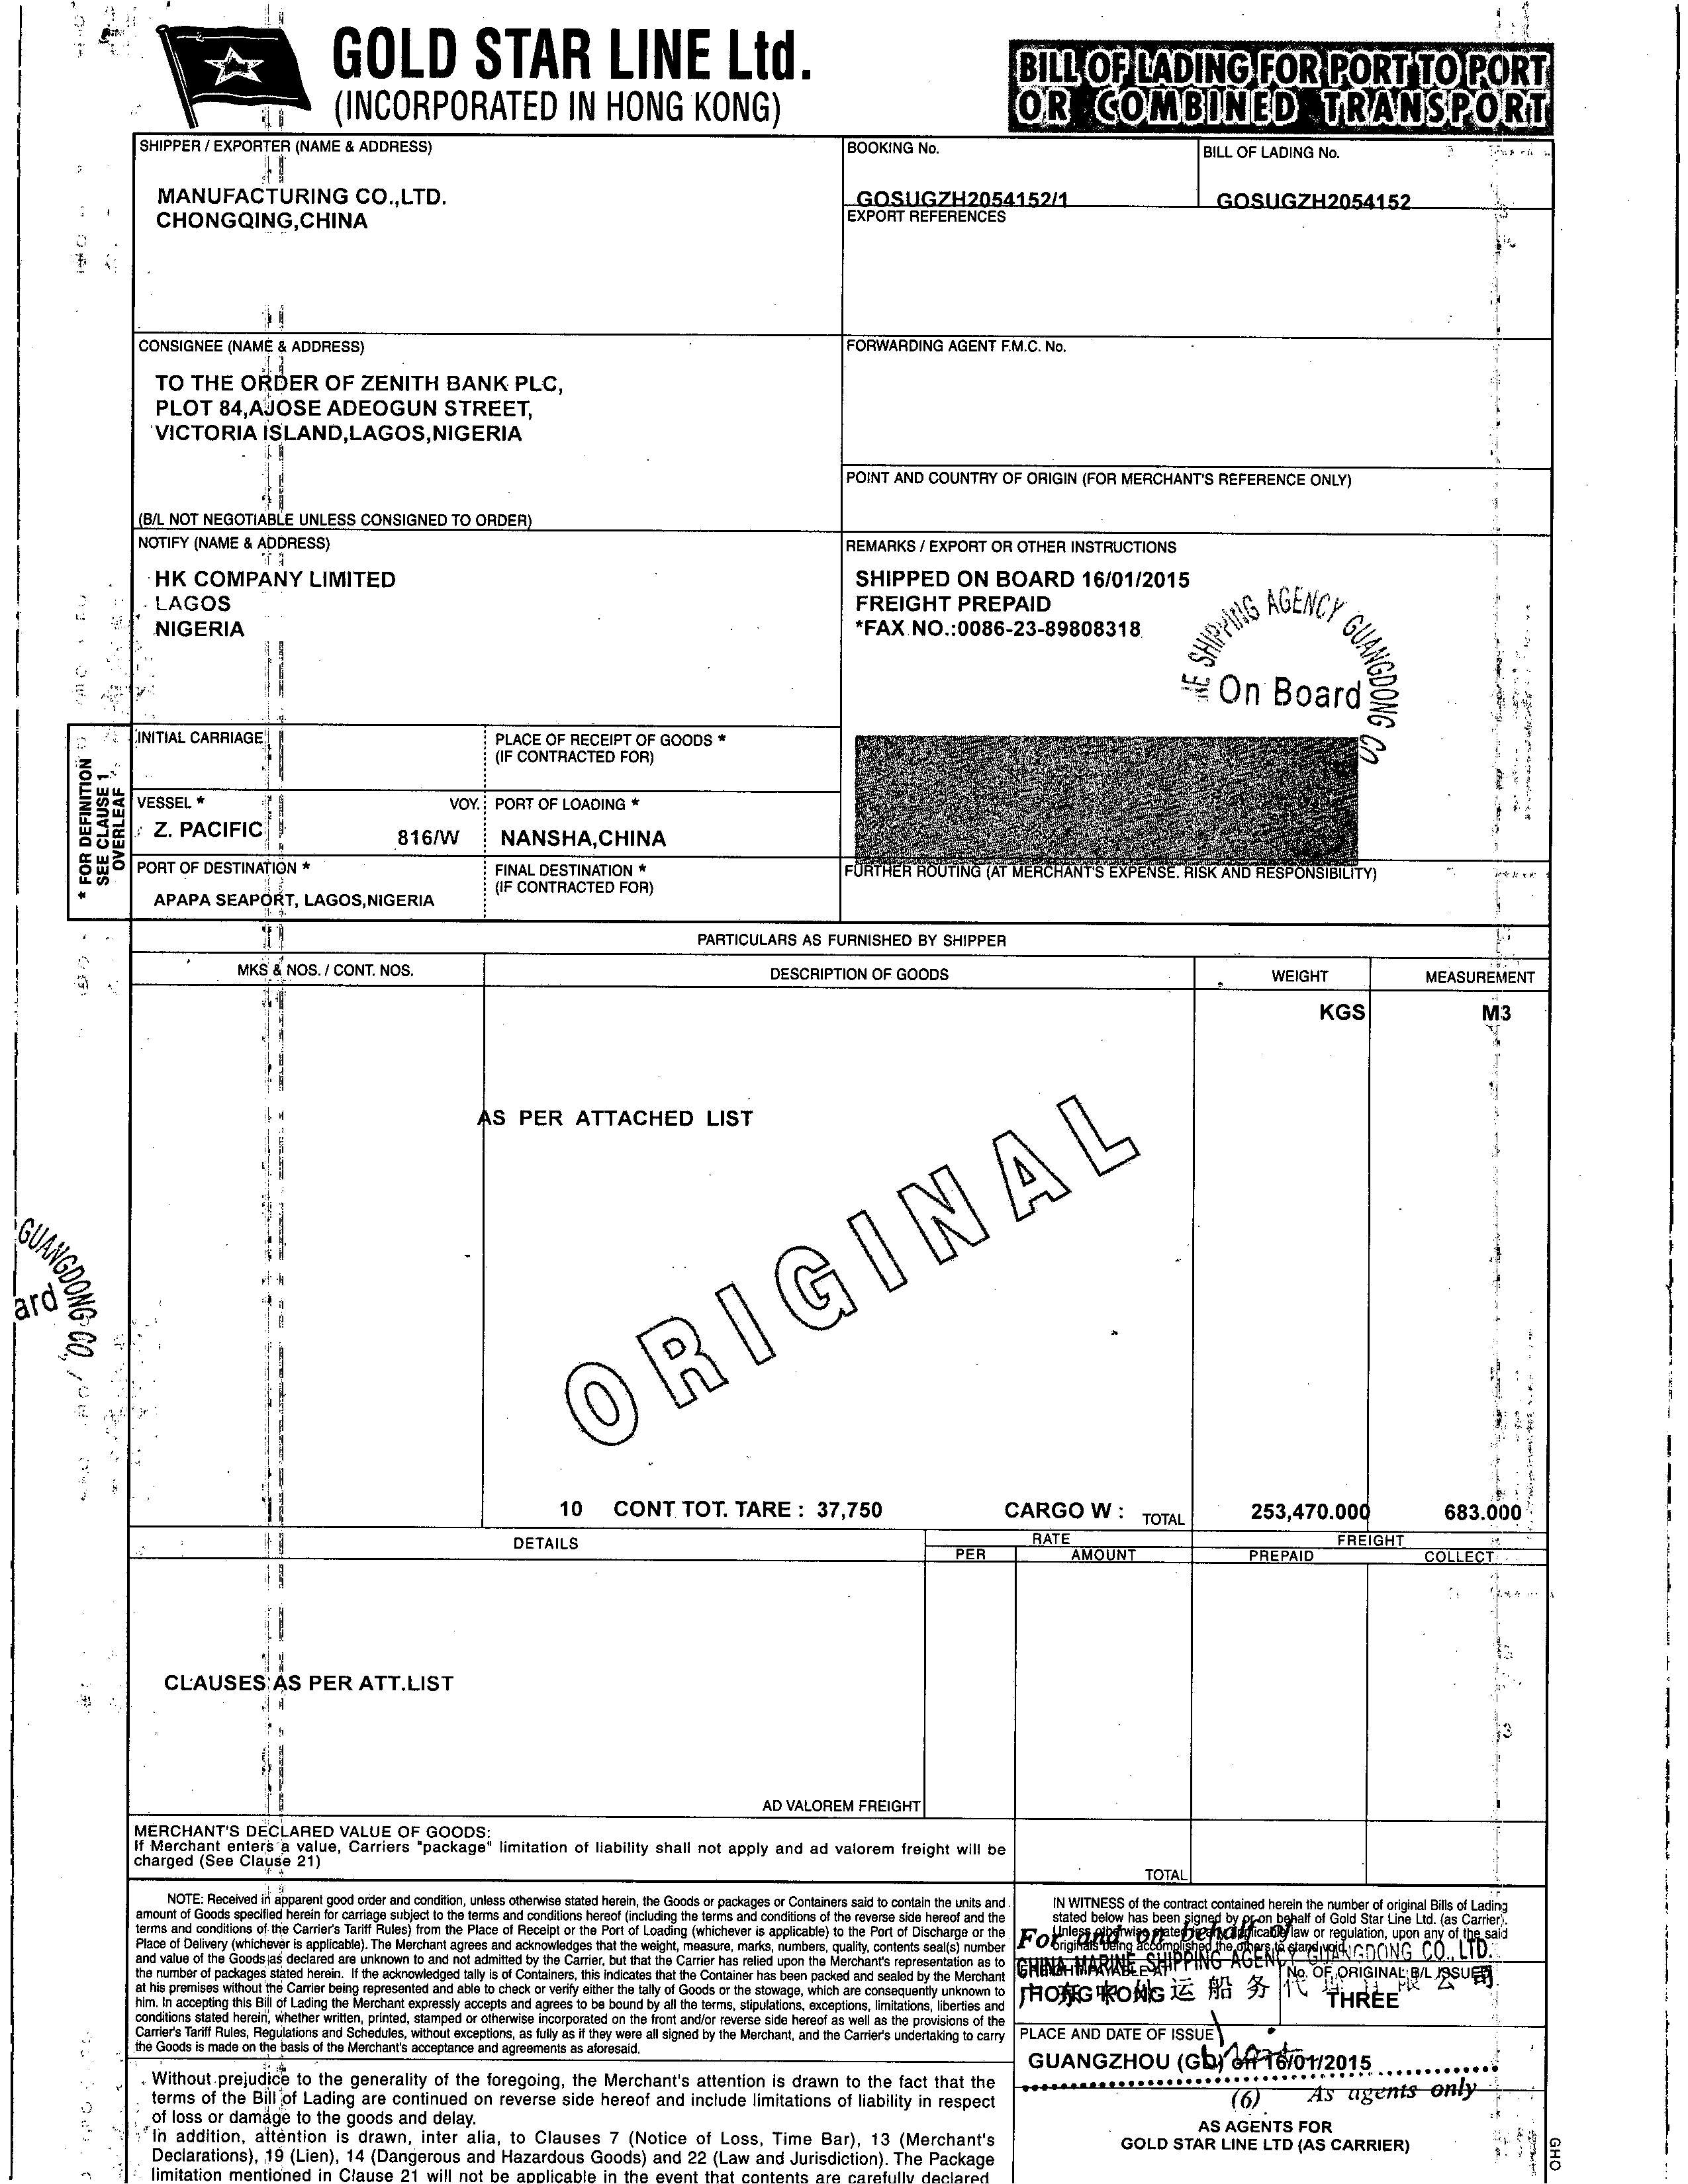 GOLD STAR LINE Ltd.
(INCORPORATED IN HONG KONG)
BILL OF LADING FOR PORT TO PORT
OR COMBINED TRANSPORT
SHIPPER / EXPORTER (NAME & ADDRESS)
MANUFACTURING CO.,LTD.
CHONGQING,CHINA
BOOKING No.
GOSUGZH2054152/1
BILL OF LADING No.
GOSUGZH2054152
EXPORT REFERENCES
CONSIGNEE (NAME & ADDRESS)
TO THE ORDER OF ZENITH BANK PLC,
PLOT 84,AJOSE ADEOGUN STREET,
VICTORIA ISLAND,LAGOS,NIGERIA
(B/L NOT NEGOTIABLE UNLESS CONSIGNED TO ORDER)
FORWARDING AGENT F.M.C. No.
POINT AND COUNTRY OF ORIGIN (FOR MERCHANT'S REFERENCE ONLY)
NOTIFY (NAME & ADDRESS)
HK COMPANY LIMITED
LAGOS
NIGERIA
REMARKS / EXPORT OR OTHER INSTRUCTIONS
SHIPPED ON BOARD 16/01/2015
FREIGHT PREPAID
*FAX NO.:0086-23-89808318
NE SHIPPING AGENCY GUANGDONG CO
On Board
* FOR DEFINITION
SEE CLAUSE 1
OVERLEAF
INITIAL CARRIAGE
PLACE OF RECEIPT OF GOODS *
(IF CONTRACTED FOR)
VESSEL *
VOY.
PORT OF LOADING *
Z. PACIFIC
816/W
NANSHA,CHINA
PORT OF DESTINATION *
FINAL DESTINATION *
(IF CONTRACTED FOR)
APAPA SEAPORT, LAGOS,NIGERIA
FURTHER ROUTING (AT MERCHANT'S EXPENSE. RISK AND RESPONSIBILITY)
PARTICULARS AS FURNISHED BY SHIPPER
MKS & NOS. / CONT. NOS.
DESCRIPTION OF GOODS
WEIGHT
MEASUREMENT
KGS
M3
AS PER ATTACHED LIST
ORIGINAL
GUANGDONG CO.,
ard
10 CONT TOT. TARE : 37,750 CARGO W : TOTAL 253,470.000 683.000
DETAILS
RATE
FREIGHT
PER
AMOUNT
PREPAID
COLLECT
CLAUSES AS PER ATT.LIST
AD VALOREM FREIGHT
MERCHANT'S DECLARED VALUE OF GOODS:
If Merchant enters a value, Carriers "package" limitation of liability shall not apply and ad valorem freight will be
charged (See Clause 21)
TOTAL
NOTE: Received in apparent good order and condition, unless otherwise stated herein, the Goods or packages or Containers said to contain the units and
amount of Goods specified herein for carriage subject to the terms and conditions hereof (including the terms and conditions of the reverse side hereof and the
terms and conditions of the Carrier's Tariff Rules) from the Place of Receipt or the Port of Loading (whichever is applicable) to the Port of Discharge or the
Place of Delivery (whichever is applicable). The Merchant agrees and acknowledges that the weight, measure, marks, numbers, quality, contents seal(s) number
and value of the Goods as declared are unknown to and not admitted by the Carrier, but that the Carrier has relied upon the Merchant's representation as to
the number of packages stated herein. If the acknowledged tally is of Containers, this indicates that the Container has been packed and sealed by the Merchant
at his premises without the Carrier being represented and able to check or verify either the tally of Goods or the stowage, which are consequently unknown to
him. In accepting this Bill of Lading the Merchant expressly accepts and agrees to be bound by all the terms, stipulations, exceptions, limitations, liberties and
conditions stated herein, whether written, printed, stamped or otherwise incorporated on the front and/or reverse side hereof as well as the provisions of the
Carrier's Tariff Rules, Regulations and Schedules, without exceptions, as fully as if they were all signed by the Merchant, and the Carrier's undertaking to carry
the Goods is made on the basis of the Merchant's acceptance and agreements as aforesaid.
IN WITNESS of the contract contained herein the number of original Bills of Lading
stated below has been signed by or on behalf of Gold Star Line Ltd. (as Carrier).
Unless otherwise stated applicable law or regulation, upon any of the said
originals being accomplished the others to stand void.
For and on behalf of
CHINA MARINE SHIPPING AGENCY GUANGDONG CO., LTD.
No. OF ORIGINAL B/L ISSUED
HONG KONG
运 船 务 代 理 有 限 公 司
THREE
PLACE AND DATE OF ISSUE
GUANGZHOU on 16/01/2015
(6) As agents only
AS AGENTS FOR
GOLD STAR LINE LTD (AS CARRIER)
Without prejudice to the generality of the foregoing, the Merchant's attention is drawn to the fact that the
terms of the Bill of Lading are continued on reverse side hereof and include limitations of liability in respect
of loss or damage to the goods and delay.
In addition, attention is drawn, inter alia, to Clauses 7 (Notice of Loss, Time Bar), 13 (Merchant's
Declarations), 19 (Lien), 14 (Dangerous and Hazardous Goods) and 22 (Law and Jurisdiction). The Package
limitation mentioned in Clause 21 will not be applicable in the event that contents are carefully declared
GHO